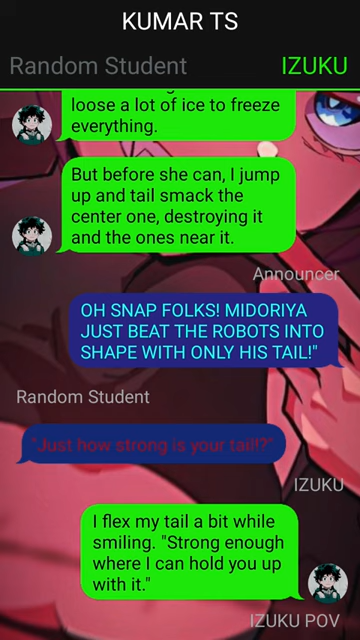 KUMAR TS
Random Student
IZUKU
loose a lot of ice to freeze
everything.
But before she can, I jump
up and tail smack the
center one, destroying it
and the ones near it.
Announcer
OH SNAP FOLKS! MIDORIYA
JUST BEAT THE ROBOTS INTO
SHAPE WITH ONLY HIS TAIL!"
Random Student
"Just how strong is your tail!?"
IZUKU
I flex my tail a bit while
smiling. "Strong enough
where I can hold you up
with it."
IZUKU POV